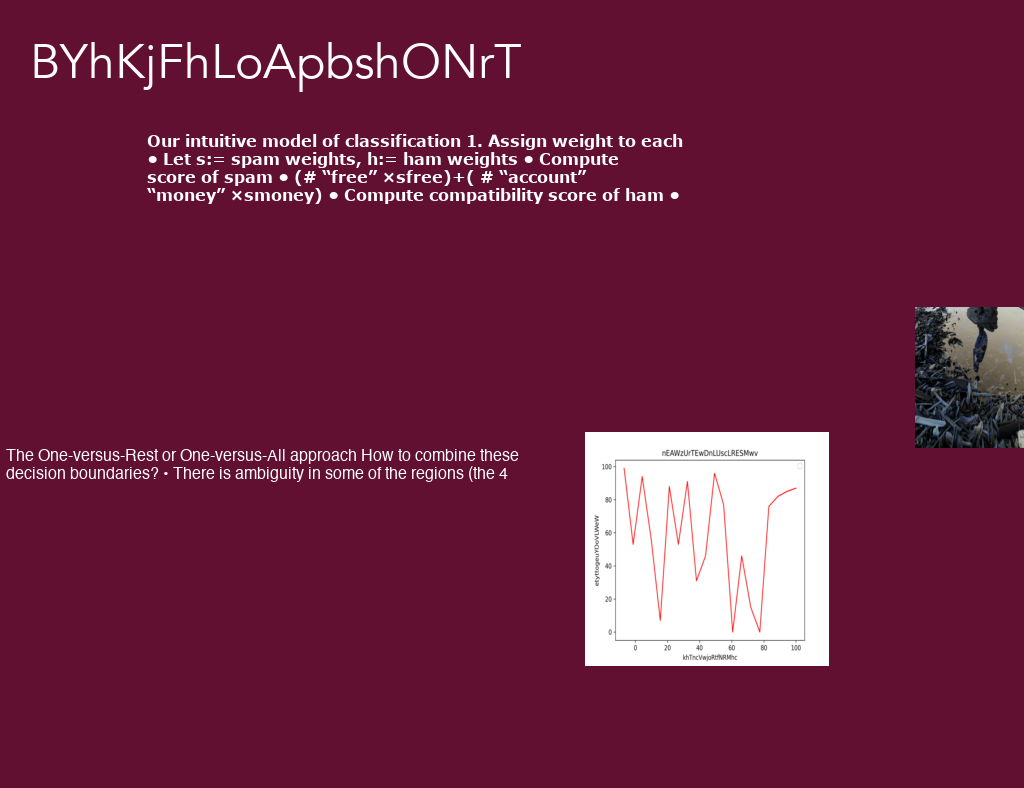 BYhKjFhLoApbshONrT
Our intuitive model of classification 1. Assign weight to each
● Let s:= spam weights, h:= ham weights ● Compute
score of spam ● (# “free” ×sfree)+( # “account”
“money” ×smoney) ● Compute compatibility score of ham ●
The One-versus-Rest or One-versus-All approach How to combine these
decision boundaries? • There is ambiguity in some of the regions (the 4
nEAWzUrTEwDnLUscLRESMwv
100
80
60
40
20
0
0 20 40 60 80 100